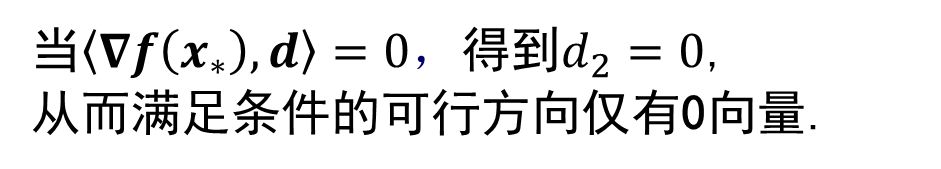 当⟨∇f(x∗), d⟩ = 0，得到d₂ = 0,
从而满足条件的可行方向仅有0向量.